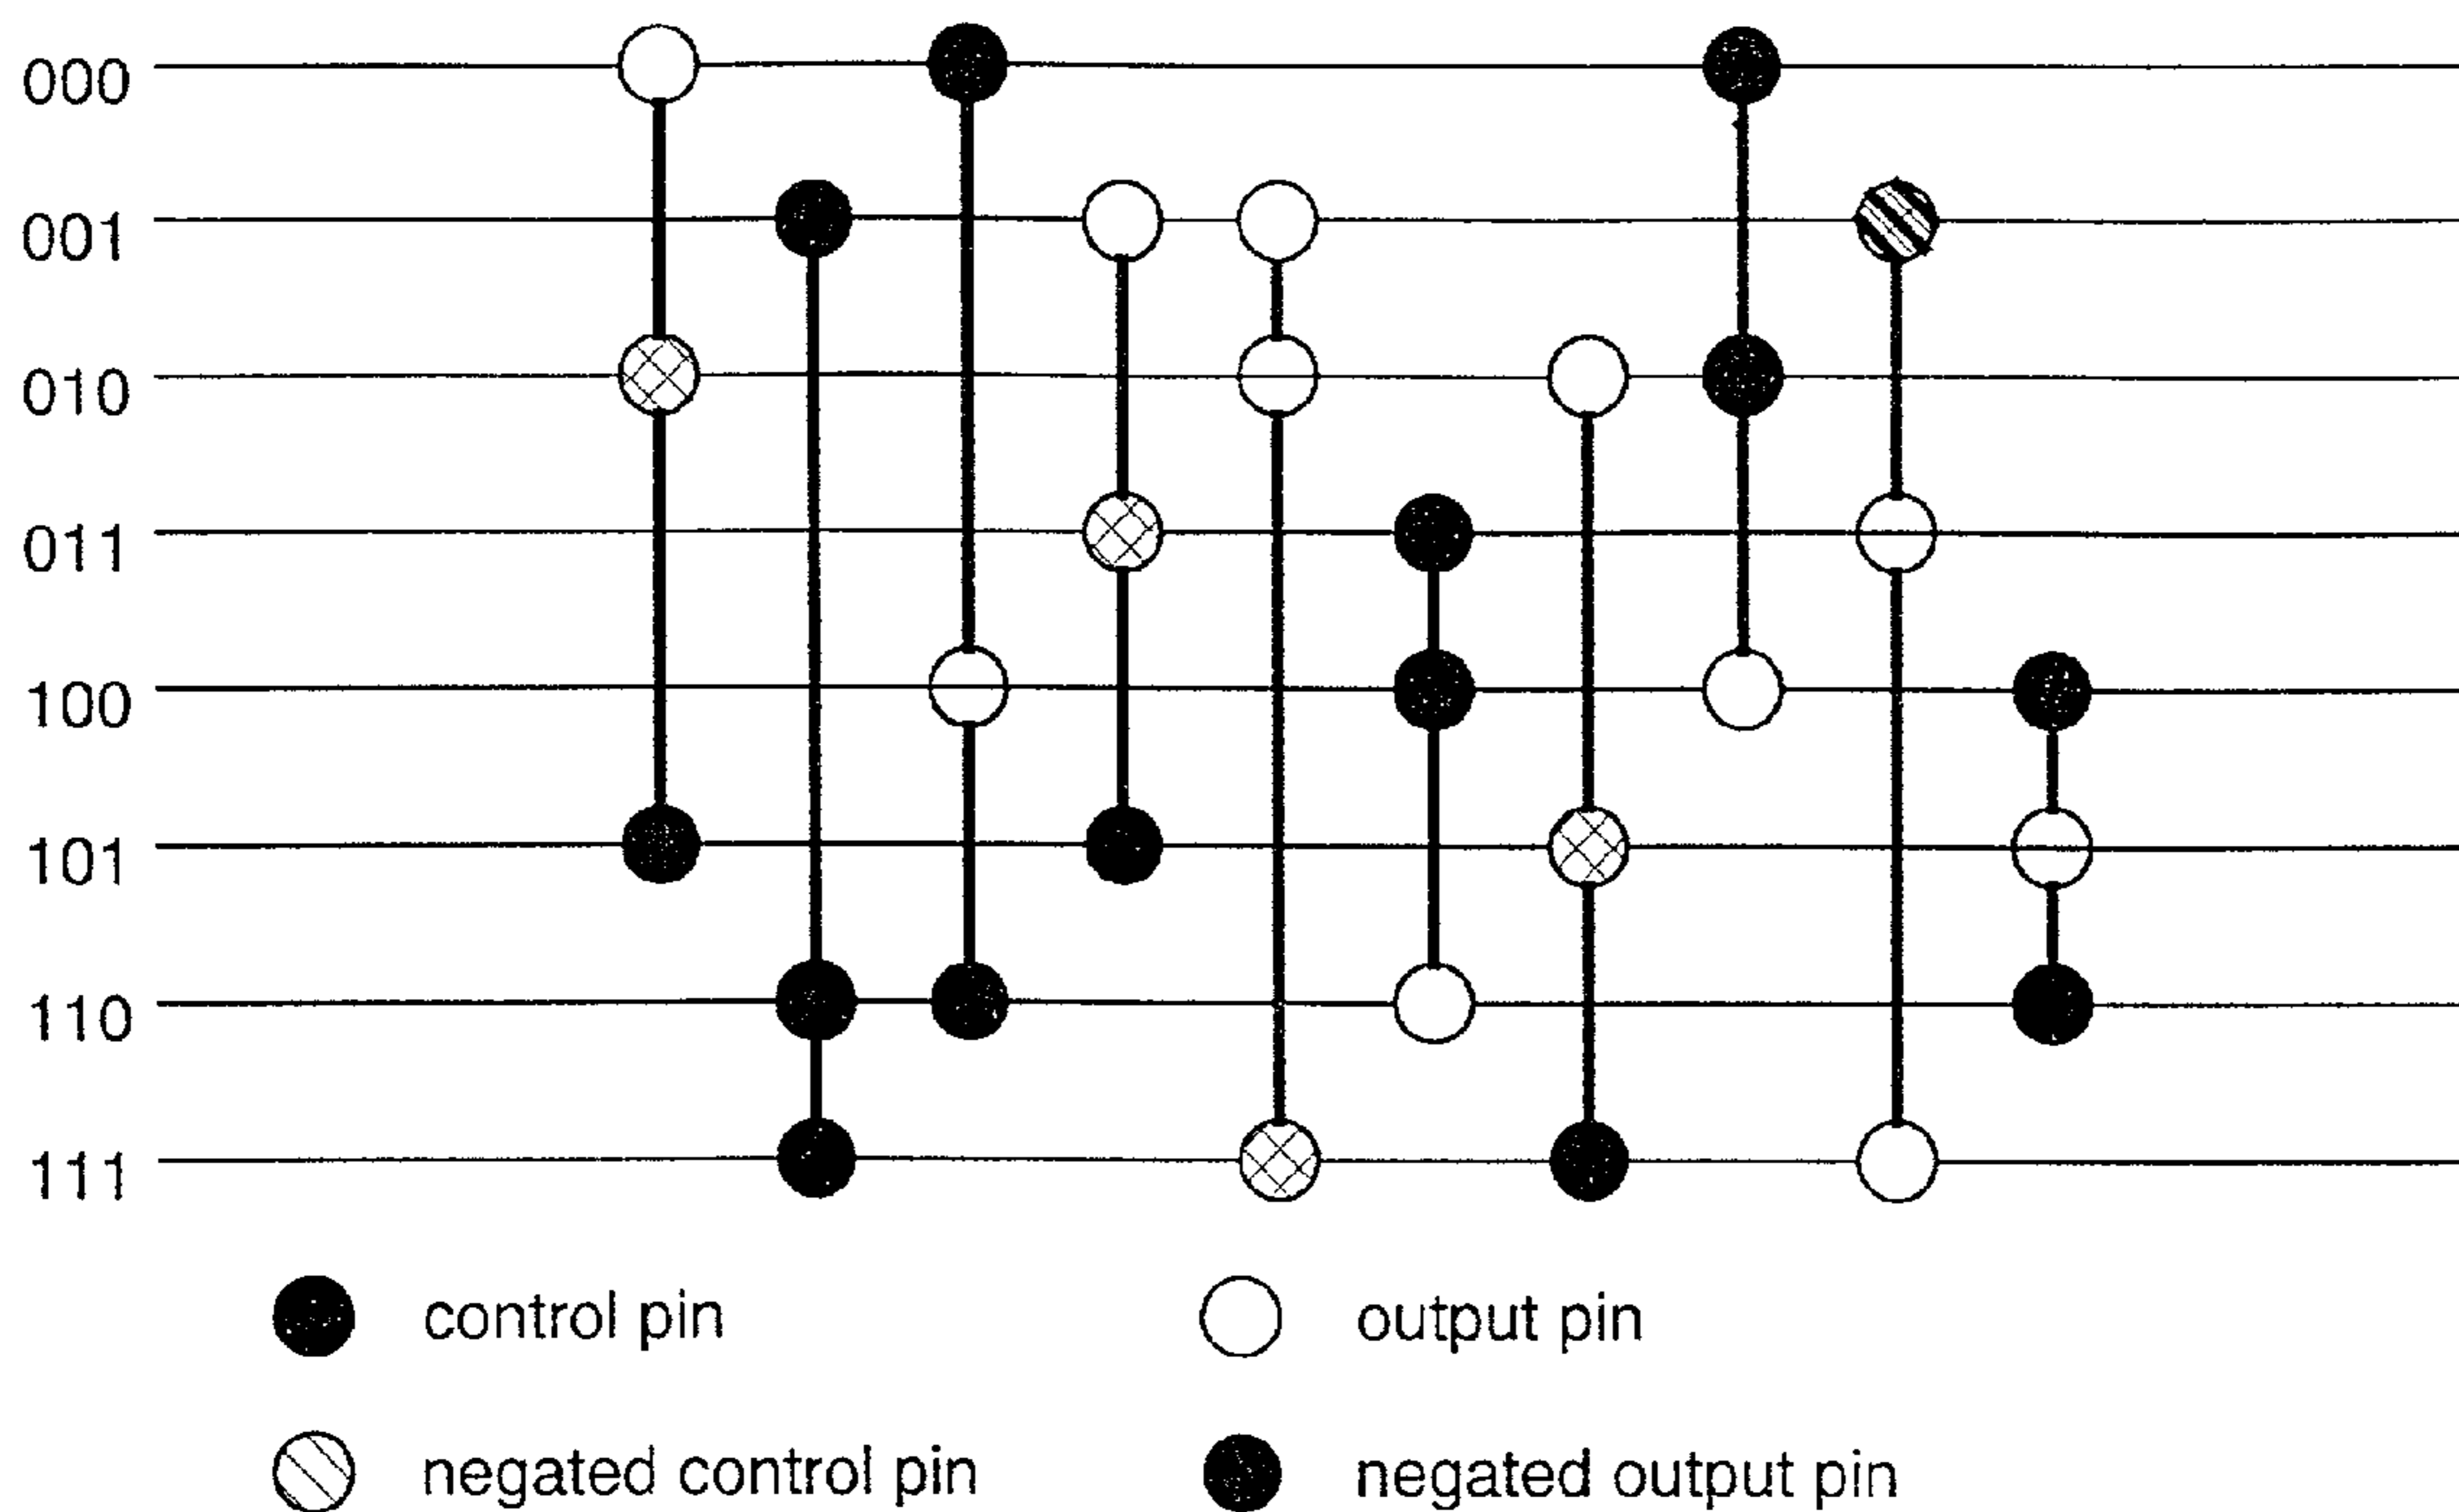 000
001
010
011
100
101
110
111
control pin
output pin
negated control pin
negated output pin